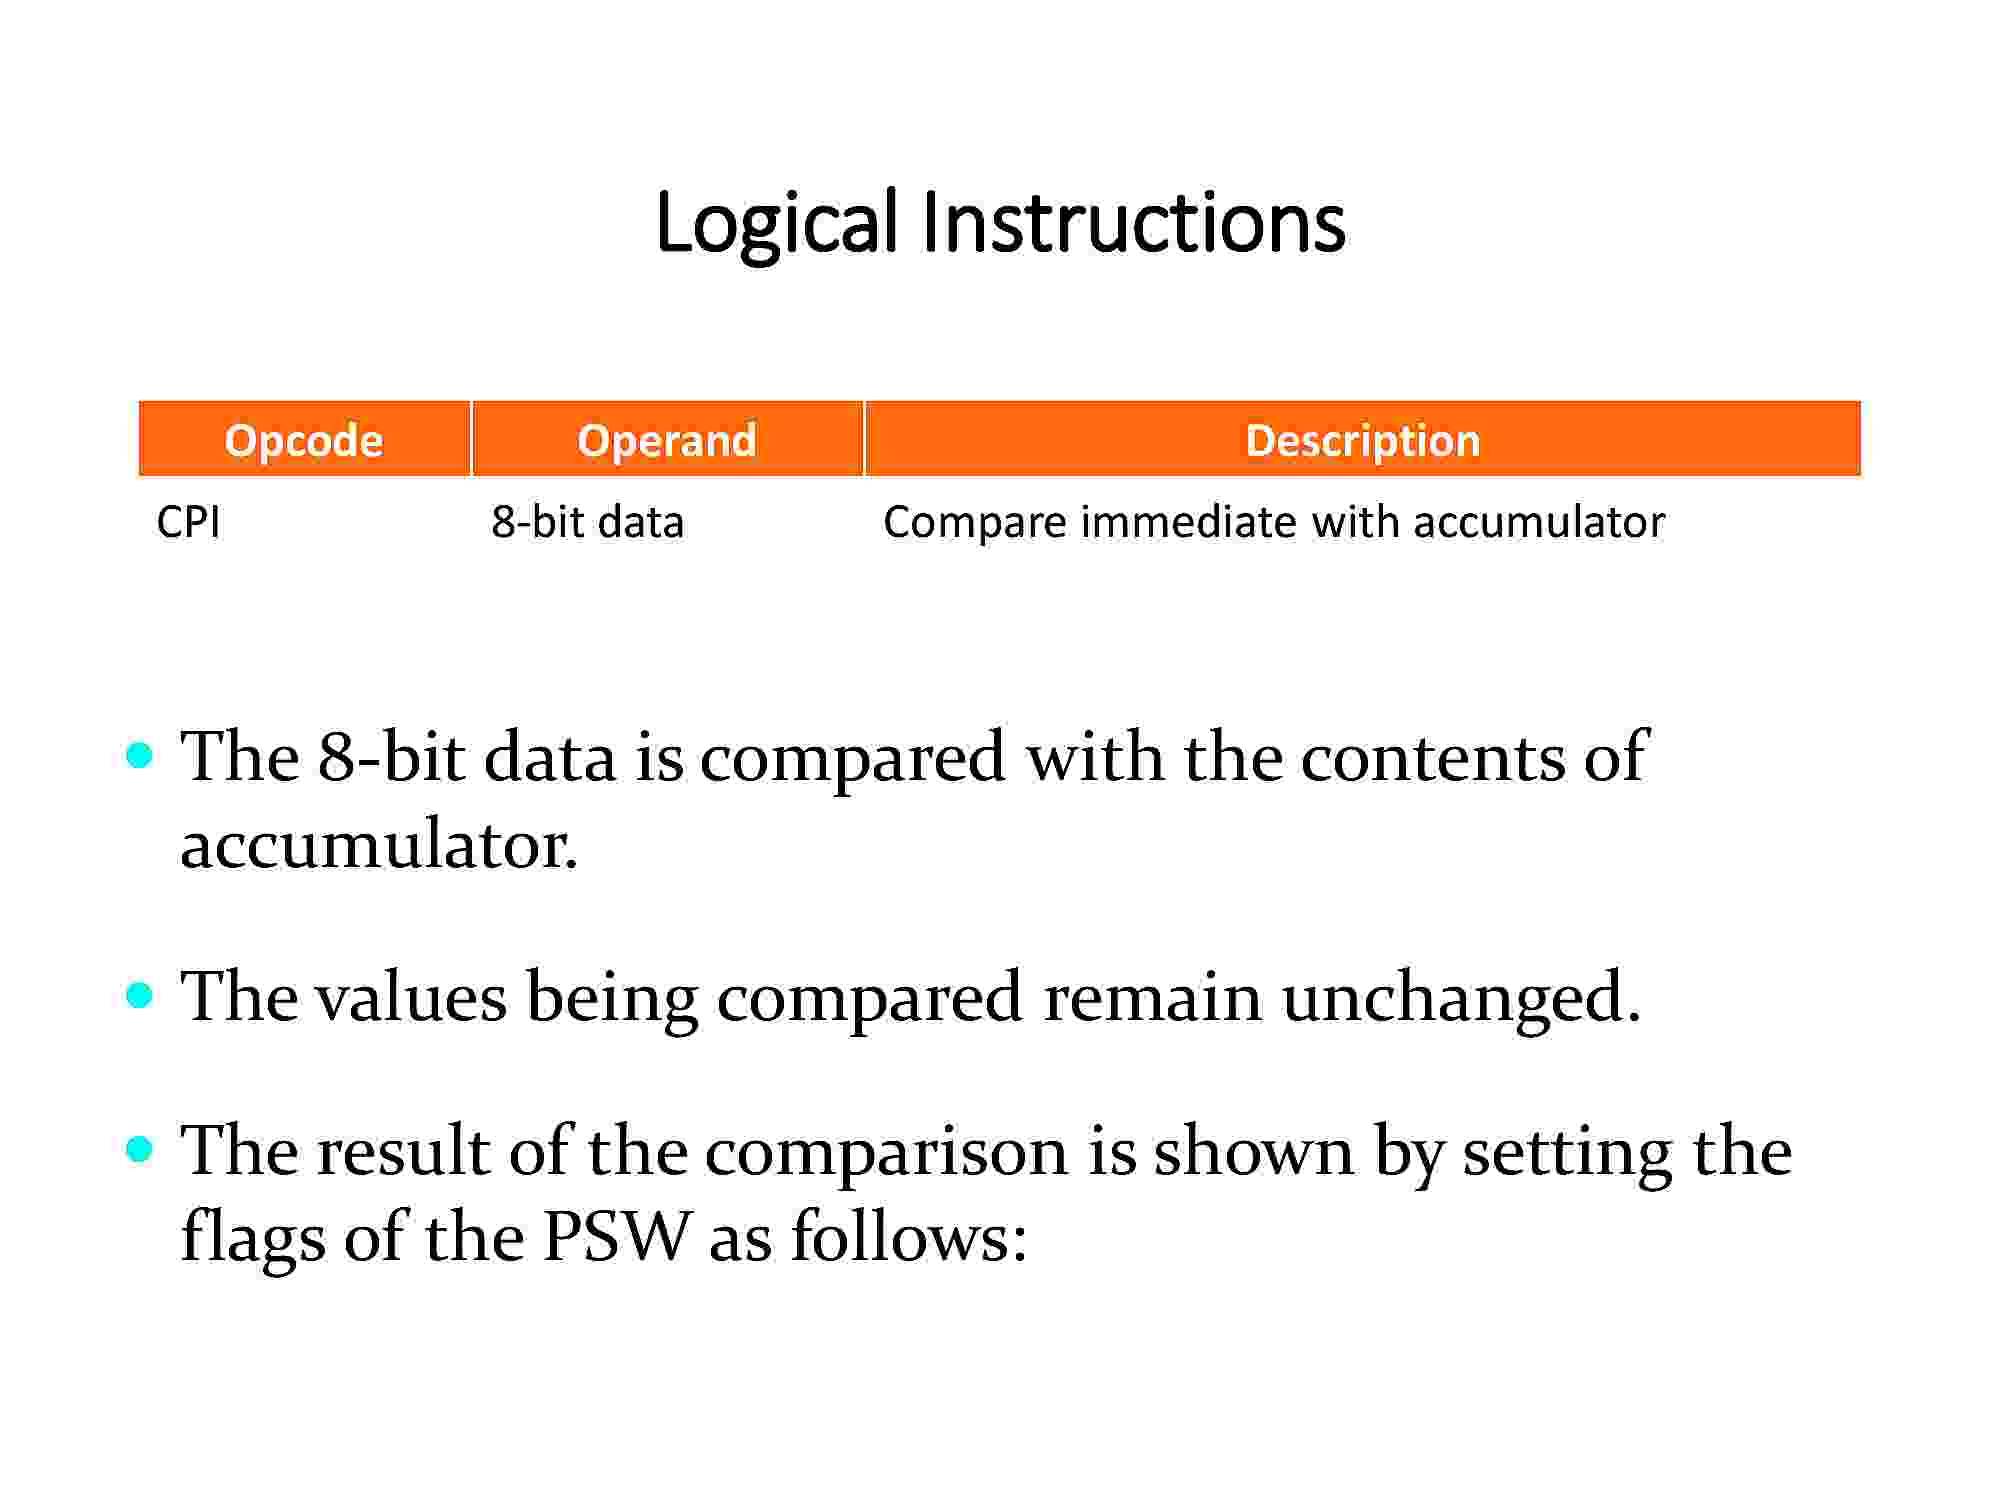 Logical Instructions
Opcode Operand Description
CPI 8-bit data Compare immediate with accumulator
• The 8-bit data is compared with the contents of
accumulator.
• The values being compared remain unchanged.
• The result of the comparison is shown by setting the
flags of the PSW as follows: